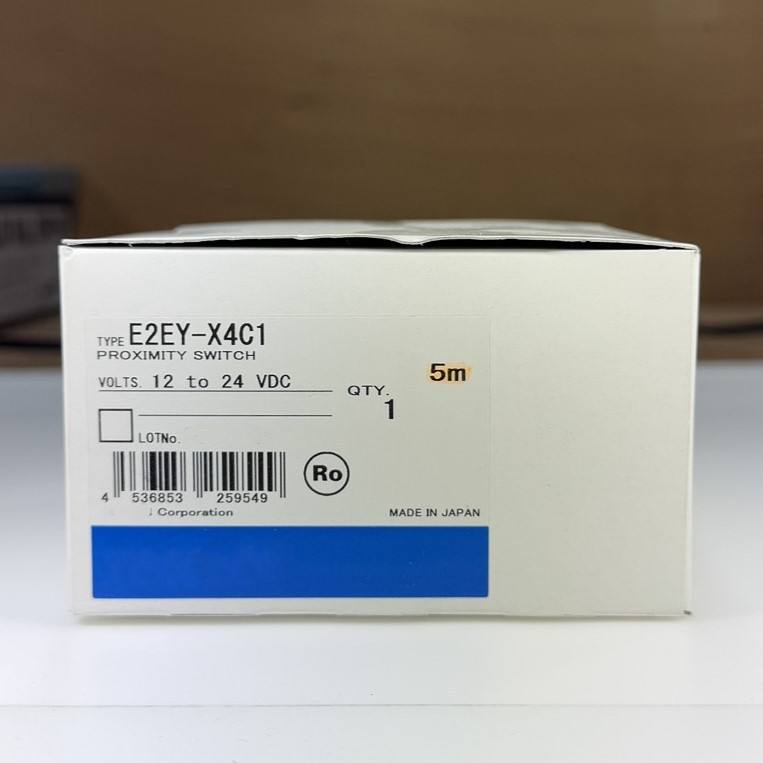 TYPE E2EY-X4C1
PROXIMITY SWITCH
VOLTS. 12 to 24 VDC
5m
QTY.
1
LOTNo.
Ro
4 536853 259549
Corporation
MADE IN JAPAN